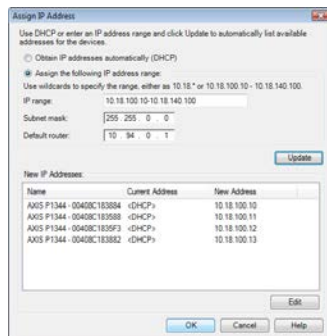 Assign IP Address
Use DHCP or enter an IP address range and click Update to automatically list available
addresses for the devices.
Obtain IP addresses automatically (DHCP)
Assign the following IP address range:
Use wildcards to specify the range, either as 10.18.* or 10.18.100.10 - 10.18.140.100.
IP range: 10.18.100.10-10.18.140.100
Subnet mask: 255 . 255 . 0 . 0
Default router: 10 . 94 . 0 . 1
Update
New IP Addresses:
Name Current Address New Address
AXIS P1344 - 00408C183884 <DHCP> 10.18.100.10
AXIS P1344 - 00408C183588 <DHCP> 10.18.100.11
AXIS P1344 - 00408C1835F3 <DHCP> 10.18.100.12
AXIS P1344 - 00408C183882 <DHCP> 10.18.100.13
Edit
OK Cancel Help